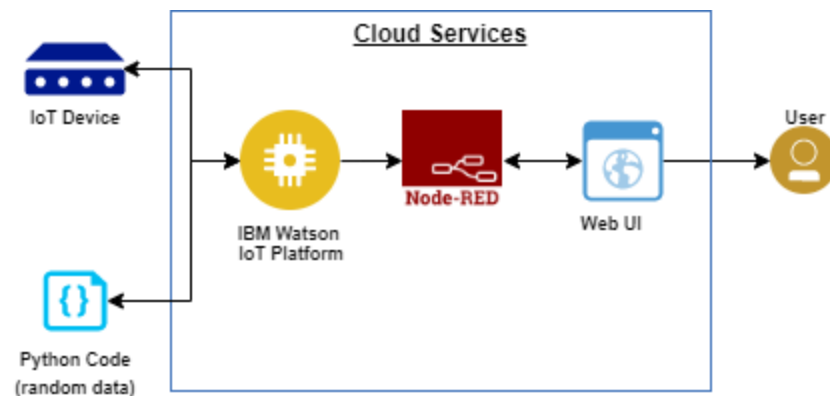 Cloud Services
IoT Device
User
IBM Watson
IoT Platform
Node-RED
Web UI
{}
Python Code
(random data)